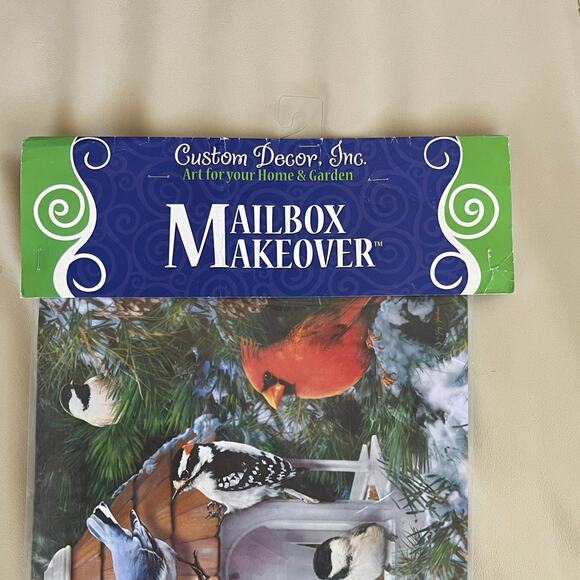 Custom Decor, Inc.
Art for your Home & Garden
MAILBOX
MAKEOVER™